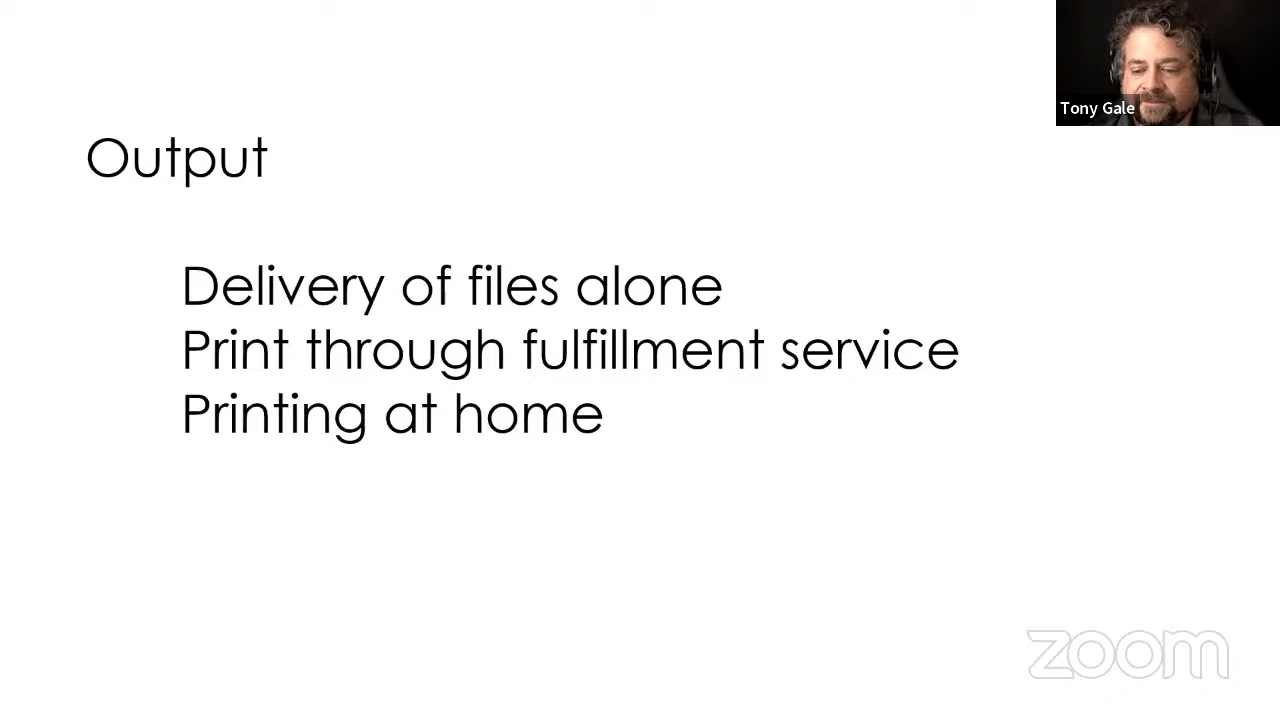 Tony Gale
Output
Delivery of files alone
Print through fulfillment service
Printing at home
zoom